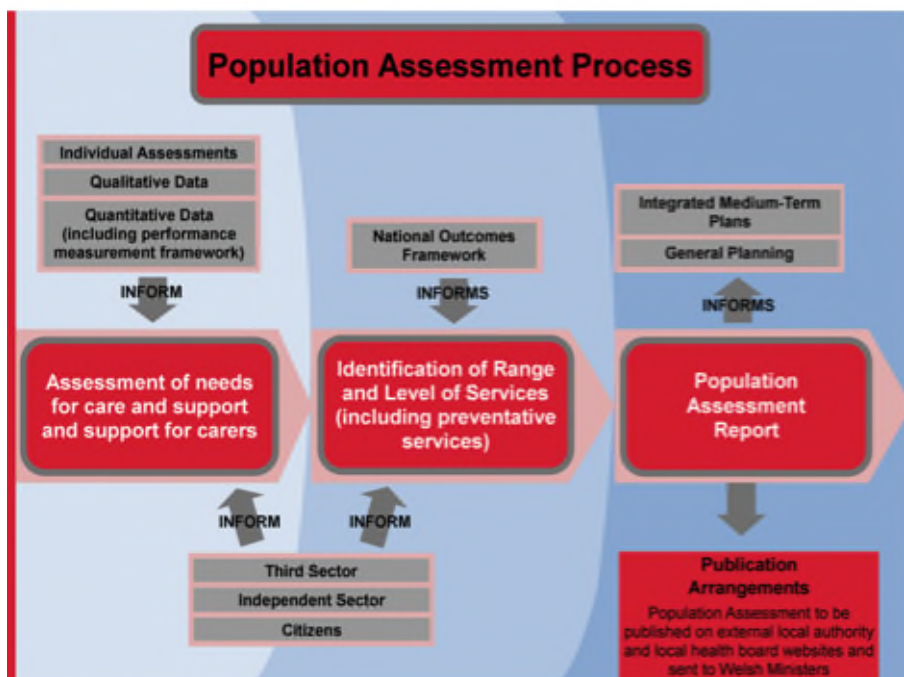 Population Assessment Process
Individual Assessments
Qualitative Data
Quantitative Data
(including performance
measurement framework)
INFORM
National Outcomes
Framework
INFORMS
Integrated Medium-Term
Plans
General Planning
INFORMS
Assessment of needs
for care and support
and support for carers
Identification of Range
and Level of Services
(including preventative
services)
Population
Assessment
Report
INFORM
INFORM
Third Sector
Independent Sector
Citizens
Publication
Arrangements
Population Assessment to be
published on external local authority
and local health board websites and
sent to Welsh Ministers